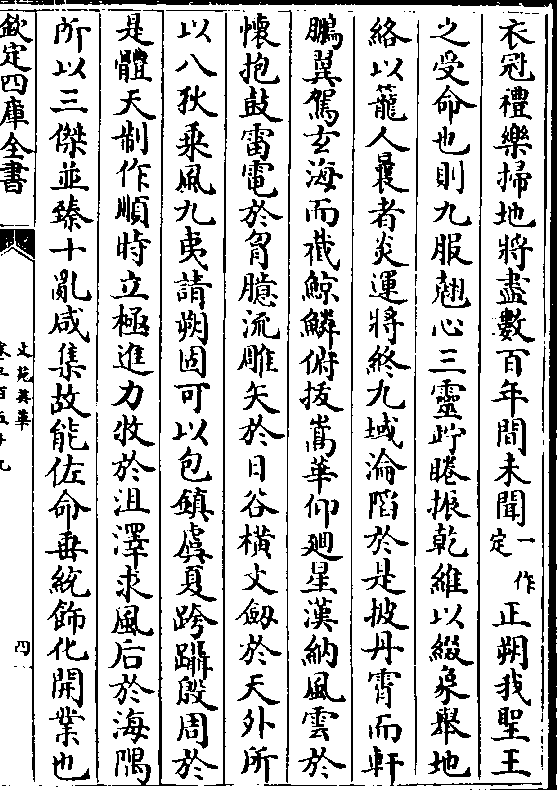 衣冠禮樂掃地將盡數百年間未聞一作定正朔我聖王
之受命也則九服翹心三靈竚睠振乾維以綴象舉地
絡以籠人曩者炎運將終九域淪陷於是披丹霄而軒
鵬翼駕玄海而截鯨鱗俯拔嵩華仰𢌞星漢納風雲於
懷抱鼓雷電於胷臆流雕矢於日谷橫丈劒於天外所
以八狄乘風九夷請朔固可以包鎮虞夏跨躡殷周於
是體天制作順時立極進力牧於沮澤求風后於海隅
所以三傑並臻十亂咸集故能佐命垂統飾化開業也
欽定四庫全書
文苑英華
卷三百五十九
四